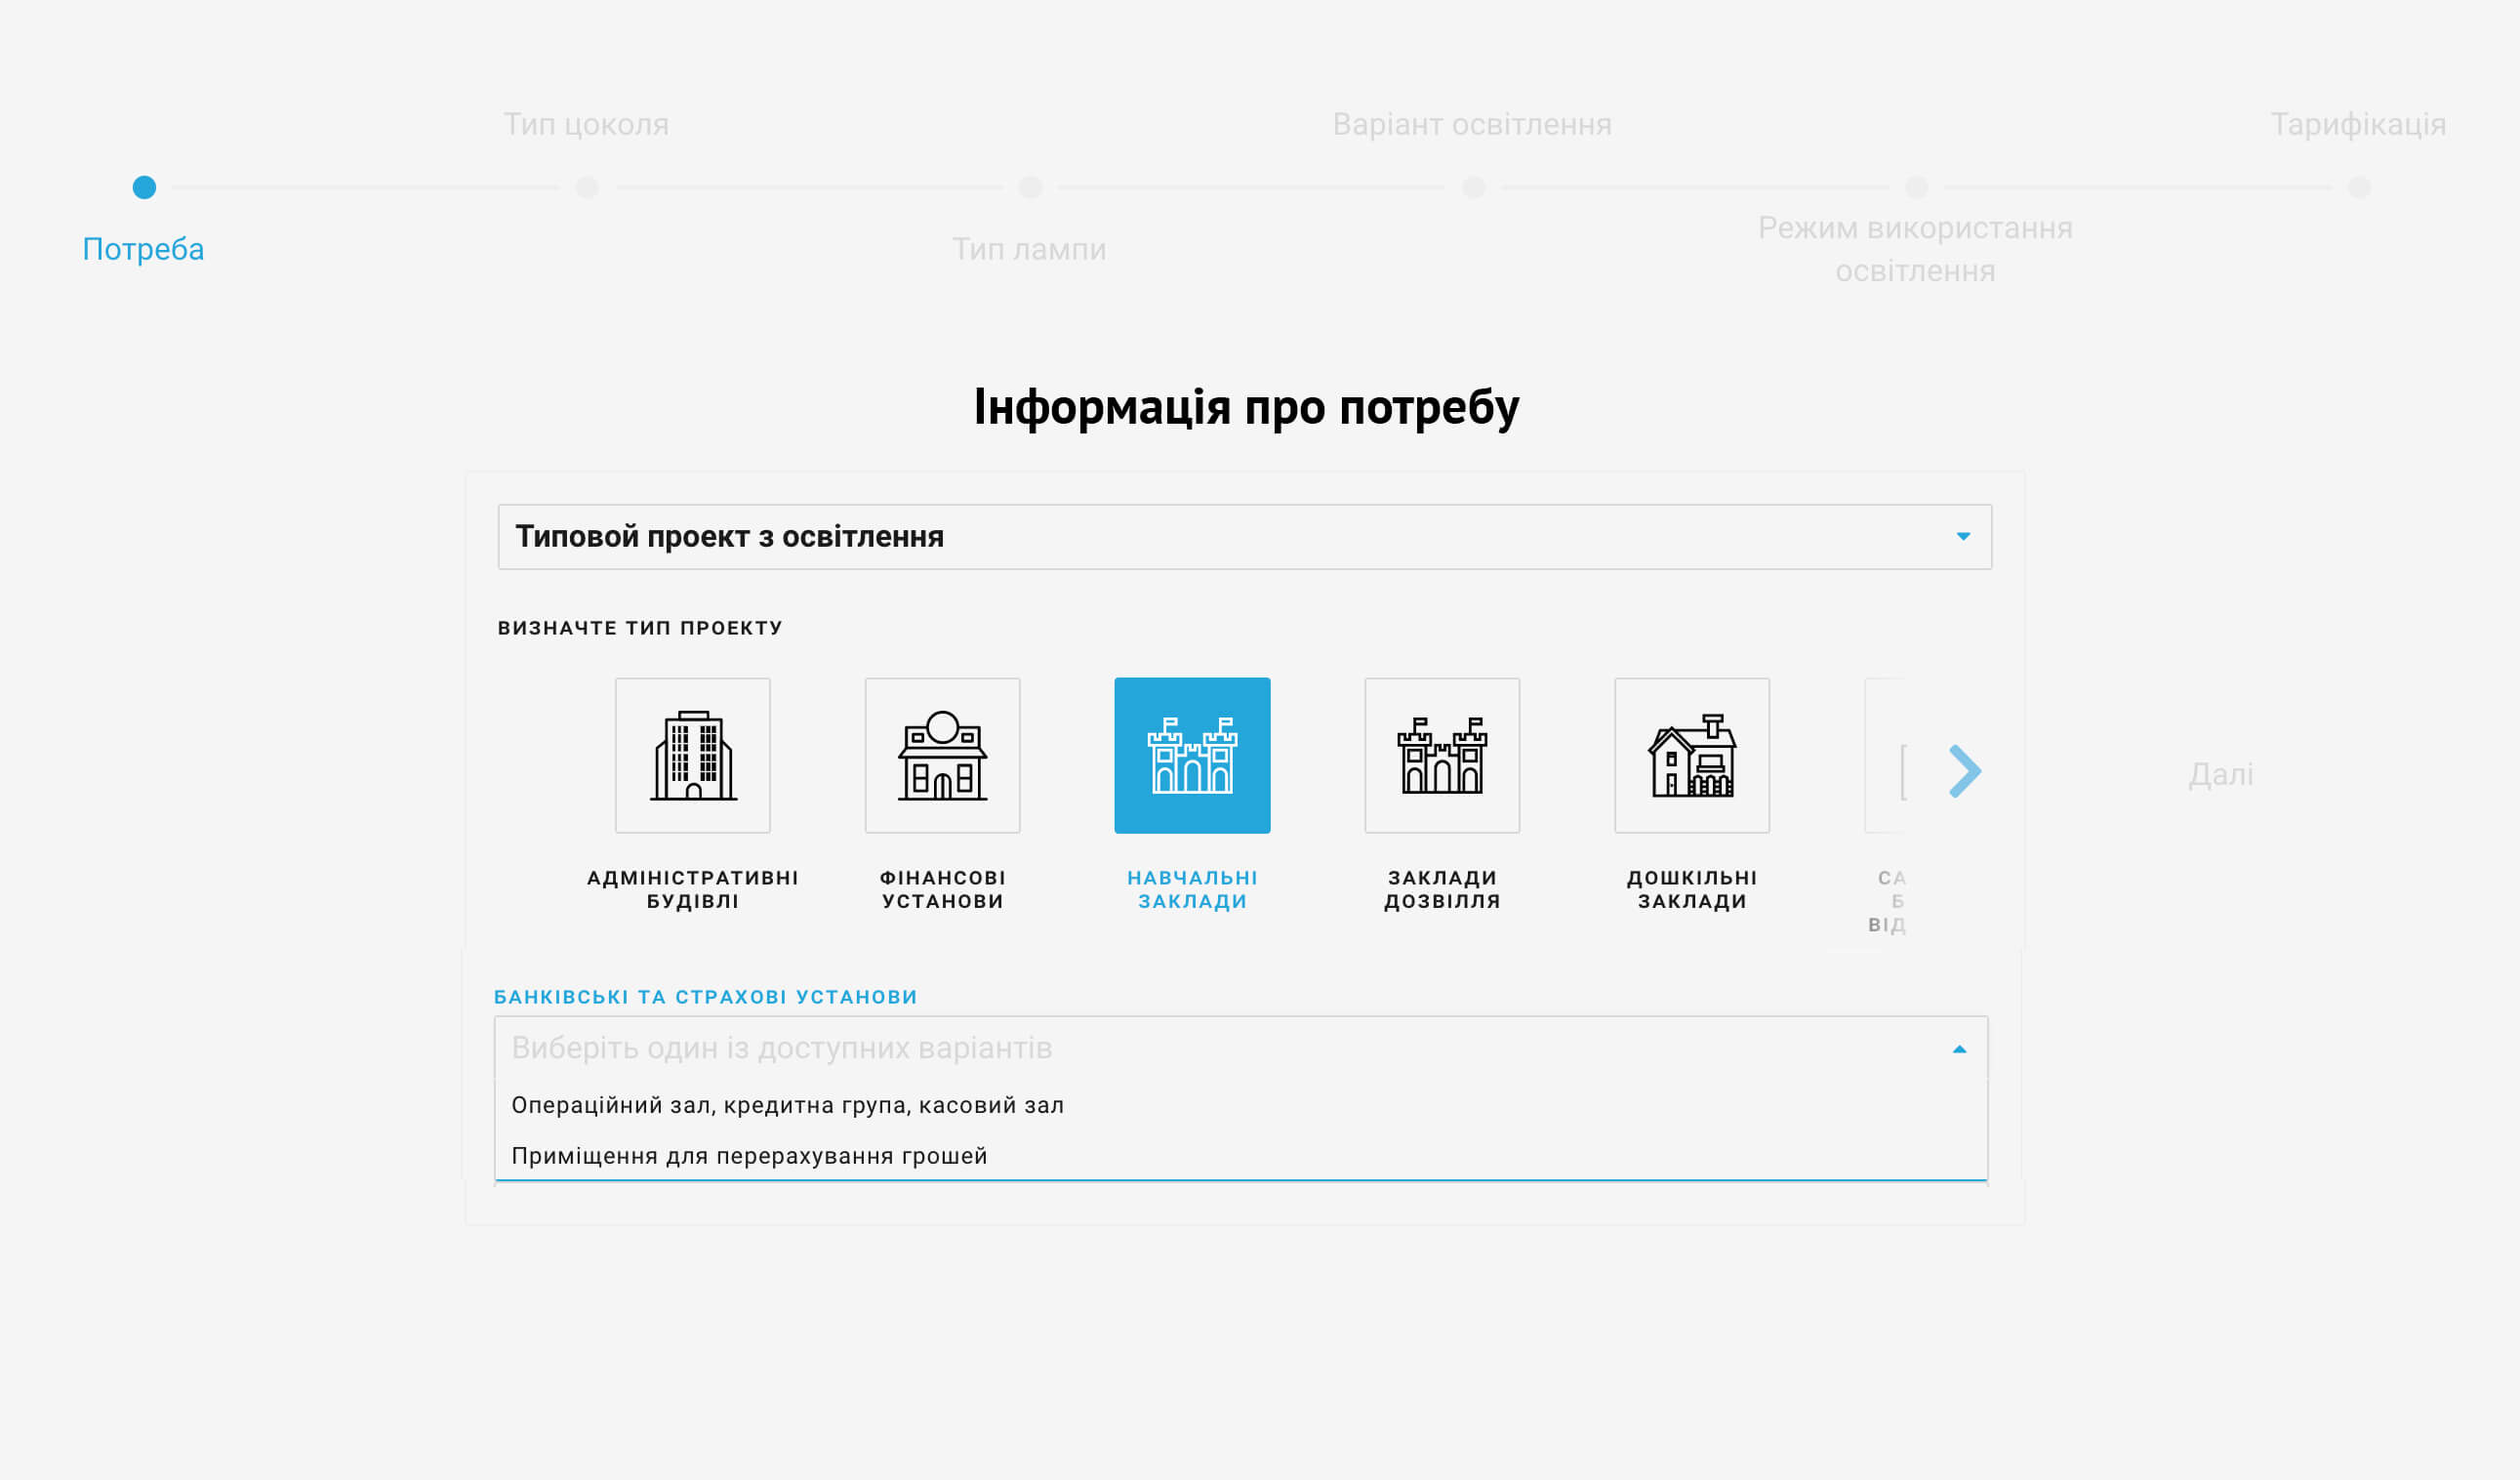 Тип цоколя
Варіант освітлення
Тарифікація
Потреба
Тип лампи
Режим використання
освітлення
Інформація про потребу
Типовой проект з освітлення
ВИЗНАЧТЕ ТИП ПРОЕКТУ
Далі
АДМІНІСТРАТИВНІ
БУДІВЛІ
ФІНАНСОВІ
УСТАНОВИ
НАВЧАЛЬНІ
ЗАКЛАДИ
ЗАКЛАДИ
ДОЗВІЛЛЯ
ДОШКІЛЬНІ
ЗАКЛАДИ
СА
Б
ВІД
БАНКІВСЬКІ ТА СТРАХОВІ УСТАНОВИ
Виберіть один із доступних варіантів
Операційний зал, кредитна група, касовий зал
Приміщення для перерахування грошей